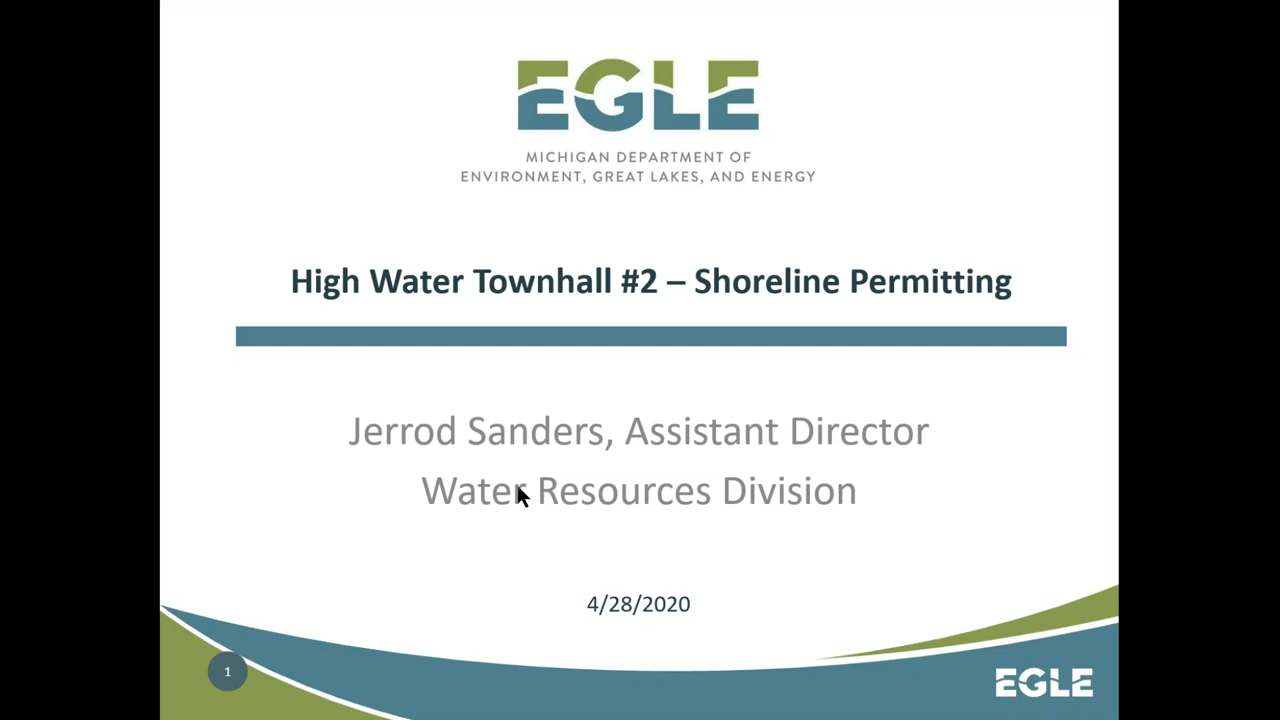 EGLE
MICHIGAN DEPARTMENT OF
ENVIRONMENT, GREAT LAKES, AND ENERGY
High Water Townhall #2 – Shoreline Permitting
Jerrod Sanders, Assistant Director
Water Resources Division
4/28/2020
1
EGLE